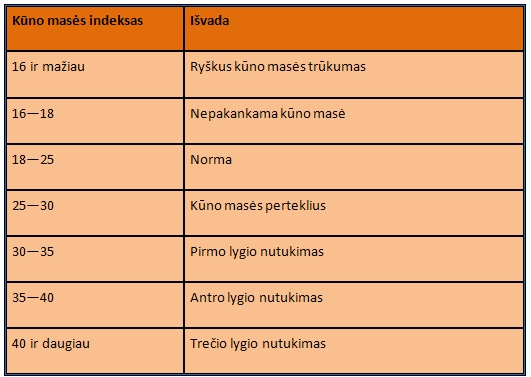 Kūno masės indeksas Išvada
16 ir mažiau Ryškus kūno masės trūkumas
16—18 Nepakankama kūno masė
18—25 Norma
25—30 Kūno masės perteklius
30—35 Pirmo lygio nutukimas
35—40 Antro lygio nutukimas
40 ir daugiau Trečio lygio nutukimas